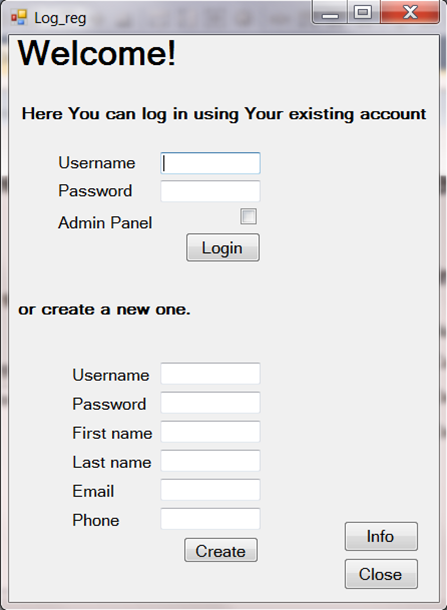 Log_reg
Welcome!
Here You can log in using Your existing account
Username
Password
Admin Panel
Login
or create a new one.
Username
Password
First name
Last name
Email
Phone
Create
Info
Close